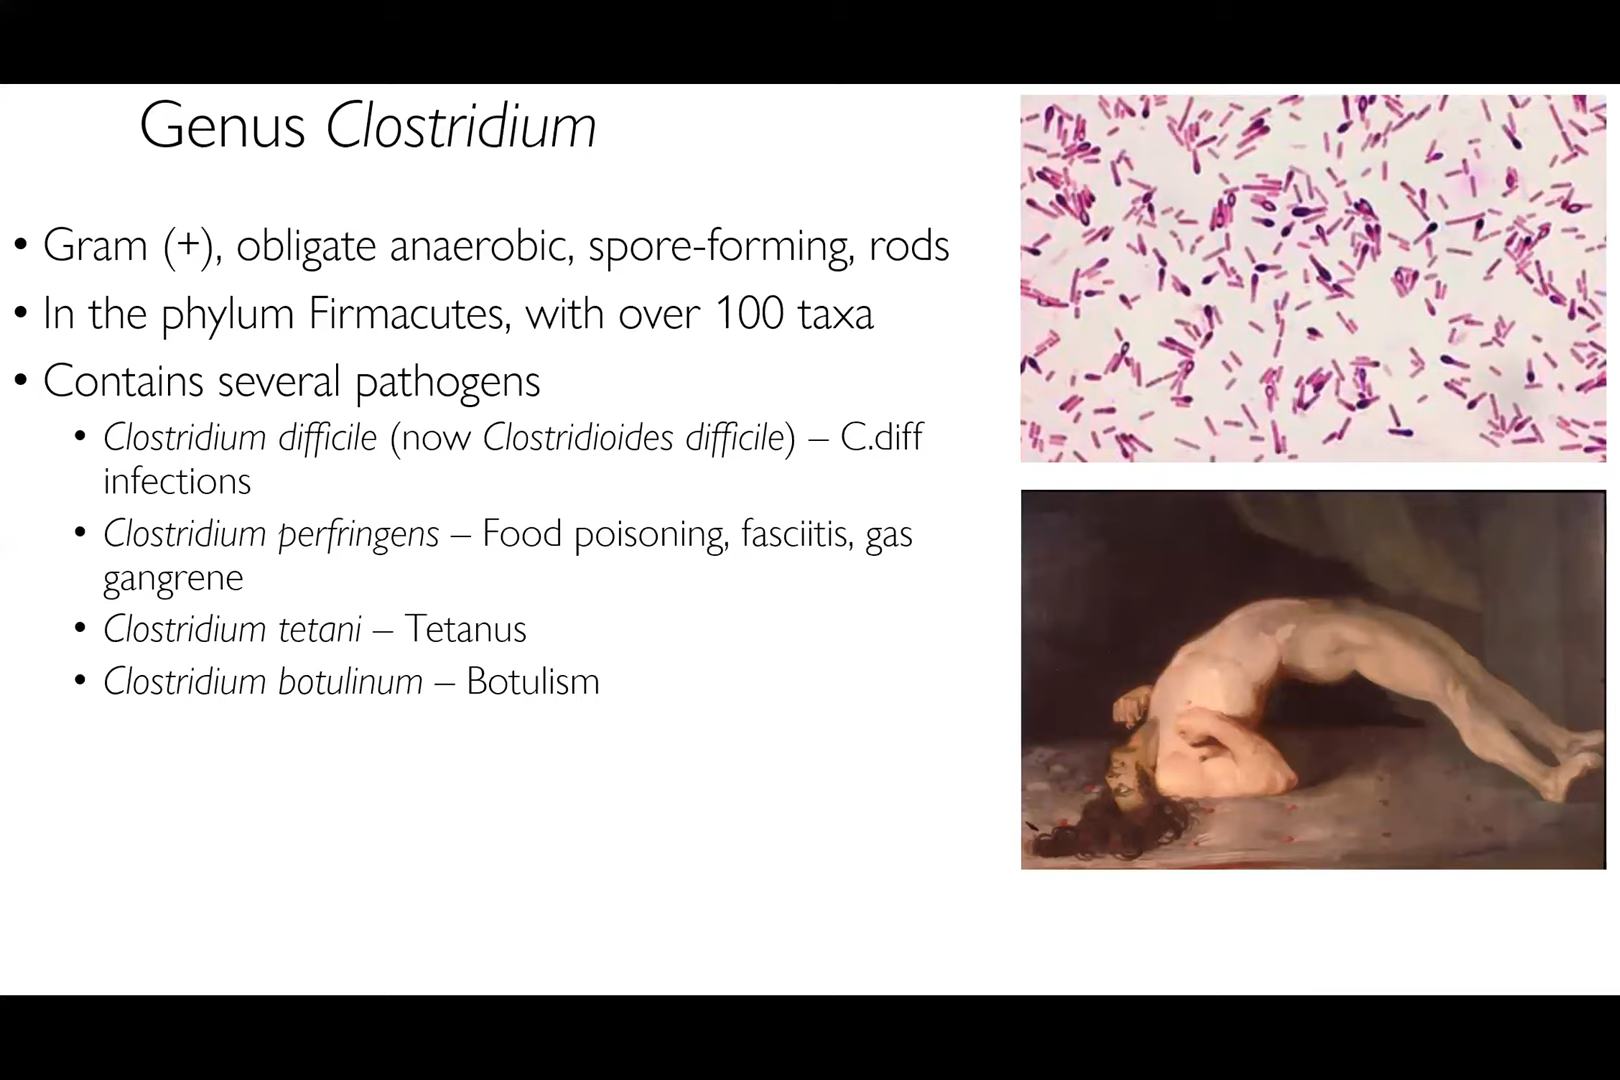 Genus Clostridium
• Gram (+), obligate anaerobic, spore-forming, rods
• In the phylum Firmacutes, with over 100 taxa
• Contains several pathogens
• Clostridium difficile (now Clostridioides difficile) – C.diff
infections
• Clostridium perfringens – Food poisoning, fasciitis, gas
gangrene
• Clostridium tetani – Tetanus
• Clostridium botulinum – Botulism